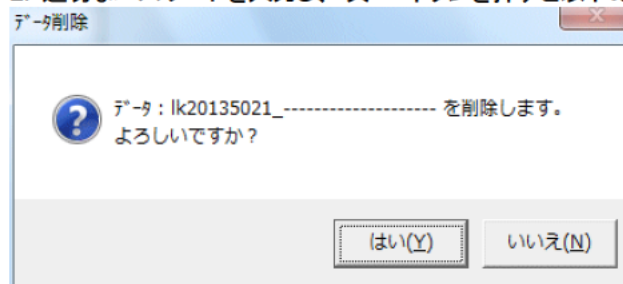 ﾃﾞｰﾀ削除
ﾃﾞｰﾀ：lk20135021_-------------------- を削除します。
よろしいですか？
はい(Y)
いいえ(N)